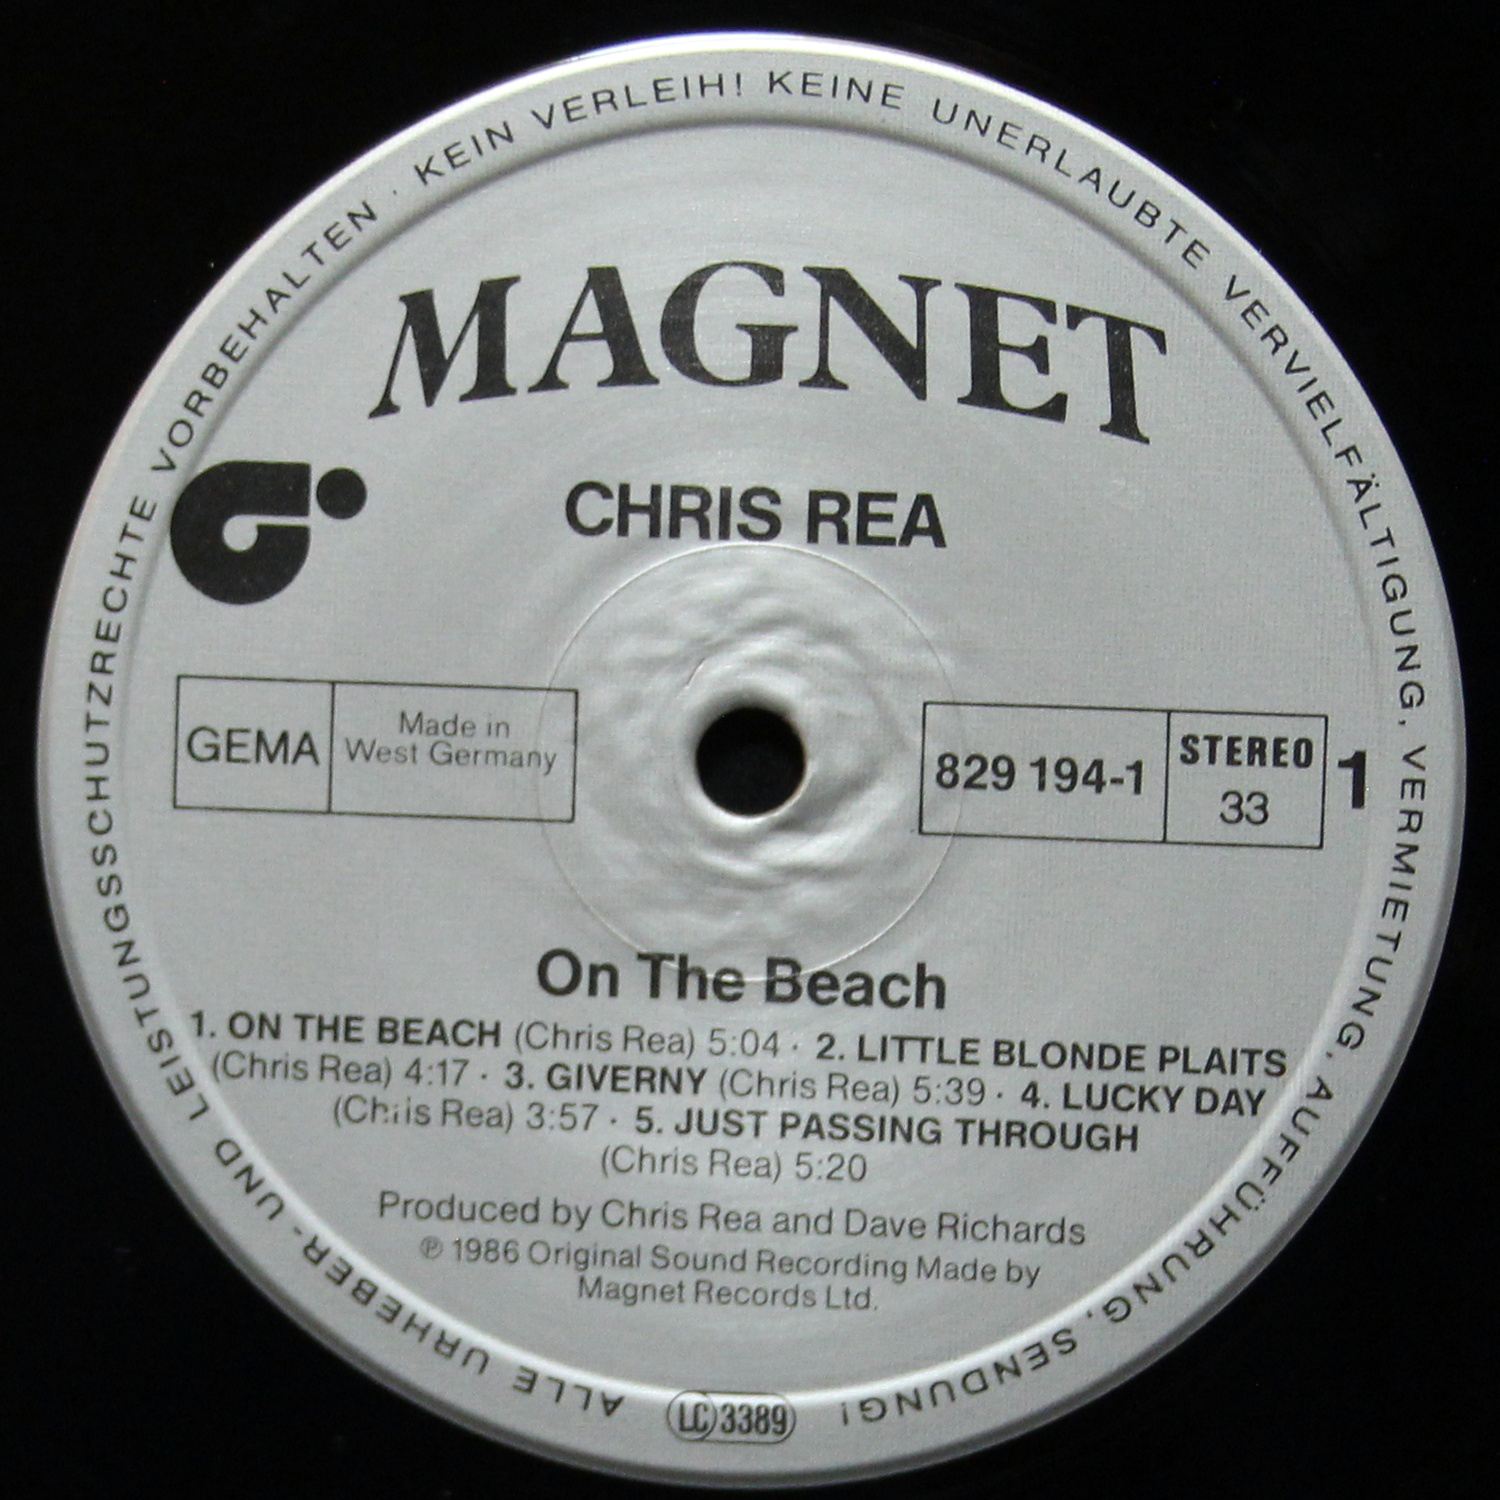 ALLE URHEBER- UND LEISTUNGSSCHUTZRECHTE VORBEHALTEN · KEIN VERLEIH! KEINE UNERLAUBTE VERVIELFÄLTIGUNG, VERMIETUNG, AUFFÜHRUNG, SENDUNG!
MAGNET
CHRIS REA
GEMA
Made in
West Germany
829 194-1
STEREO
33
1
On The Beach
1. ON THE BEACH (Chris Rea) 5:04 · 2. LITTLE BLONDE PLAITS
(Chris Rea) 4:17 · 3. GIVERNY (Chris Rea) 5:39 · 4. LUCKY DAY
(Chris Rea) 3:57 · 5. JUST PASSING THROUGH
(Chris Rea) 5:20
Produced by Chris Rea and Dave Richards
℗ 1986 Original Sound Recording Made by
Magnet Records Ltd.
LC 3389